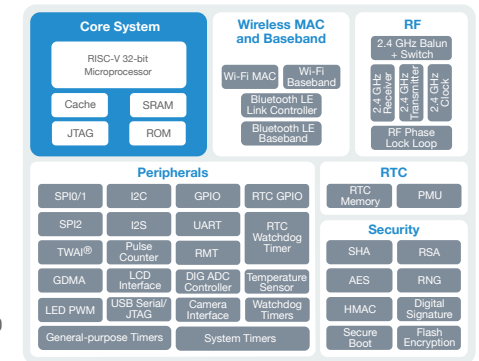 Core System
RISC-V 32-bit
Microprocessor
Cache
SRAM
JTAG
ROM
Wireless MAC
and Baseband
Wi-Fi MAC
Wi-Fi
Baseband
Bluetooth LE
Link Controller
Bluetooth LE
Baseband
RF
2.4 GHz Balun
+ Switch
2.4 GHz
Receiver
2.4 GHz
Transmitter
2.4 GHz
Clock
RF Phase
Lock Loop
Peripherals
SPI0/1
I2C
GPIO
RTC GPIO
SPI2
I2S
UART
RTC
Watchdog
Timer
TWAI®
Pulse
Counter
RMT
GDMA
LCD
Interface
DIG ADC
Controller
Temperature
Sensor
LED PWM
USB Serial/
JTAG
Camera
Interface
Watchdog
Timers
General-purpose Timers
System Timers
RTC
RTC
Memory
PMU
Security
SHA
RSA
AES
RNG
HMAC
Digital
Signature
Secure
Boot
Flash
Encryption